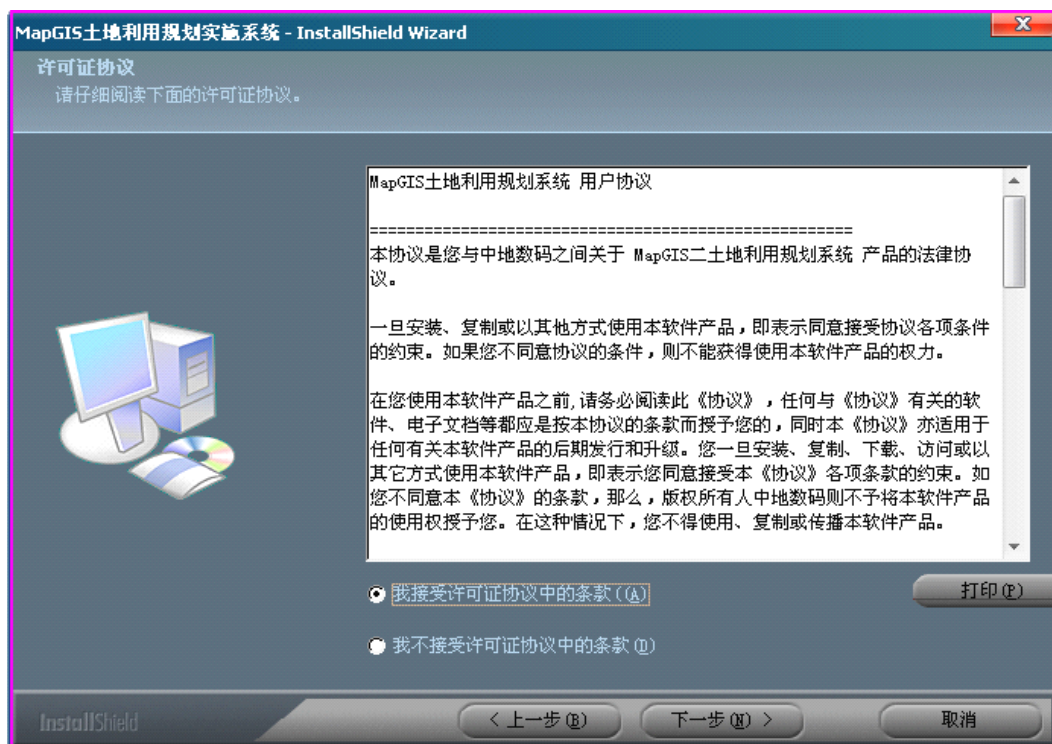 MapGIS土地利用规划实施系统 - InstallShield Wizard
许可证协议
请仔细阅读下面的许可证协议。
MapGIS土地利用规划系统 用户协议
=====================================================
本协议是您与中地数码之间关于 MapGIS二土地利用规划系统 产品的法律协
议。
一旦安装、复制或以其他方式使用本软件产品，即表示同意接受协议各项条件
的约束。如果您不同意协议的条件，则不能获得使用本软件产品的权力。
在您使用本软件产品之前,请务必阅读此《协议》，任何与《协议》有关的软
件、电子文档等都应是按本协议的条款而授予您的，同时本《协议》亦适用于
任何有关本软件产品的后期发行和升级。您一旦安装、复制、下载、访问或以
其它方式使用本软件产品，即表示您同意接受本《协议》各项条款的约束。如
您不同意本《协议》的条款，那么，版权所有人中地数码则不予将本软件产品
的使用权授予您。在这种情况下，您不得使用、复制或传播本软件产品。
我接受许可证协议中的条款((A)
打印(P)
我不接受许可证协议中的条款(D)
InstallShield
< 上一步(B)
下一步(N) >
取消